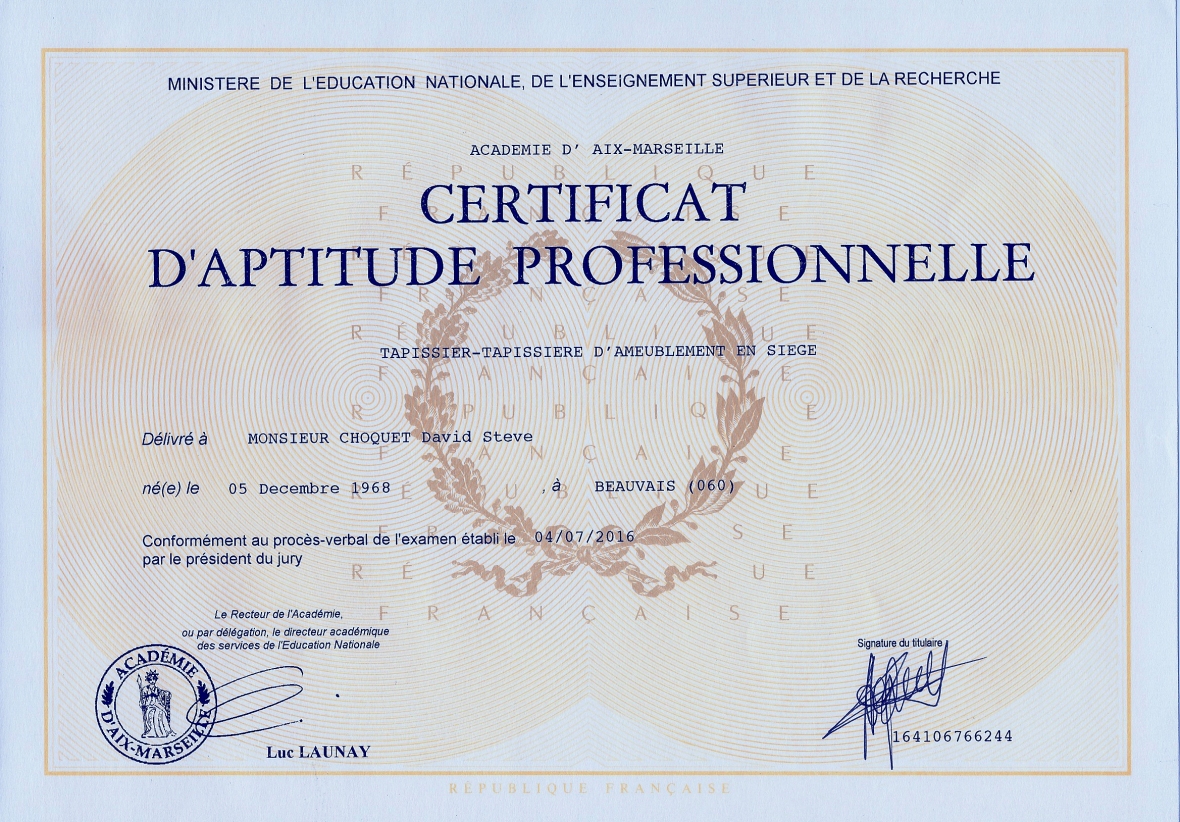 MINISTERE DE L'EDUCATION NATIONALE, DE L'ENSEIGNEMENT SUPERIEUR ET DE LA RECHERCHE
ACADEMIE D' AIX-MARSEILLE
CERTIFICAT
D'APTITUDE PROFESSIONNELLE
TAPISSIER-TAPISSIERE D'AMEUBLEMENT EN SIEGE
Délivré à MONSIEUR CHOQUET David Steve
né(e) le 05 Decembre 1968 , à BEAUVAIS (060)
Conformément au procès-verbal de l'examen établi le 04/07/2016
par le président du jury
Le Recteur de l'Académie,
ou par délégation, le directeur académique
des services de l'Education Nationale
ACADÉMIE D'AIX-MARSEILLE
Luc LAUNAY
Signature du titulaire
164106766244
RÉPUBLIQUE FRANÇAISE